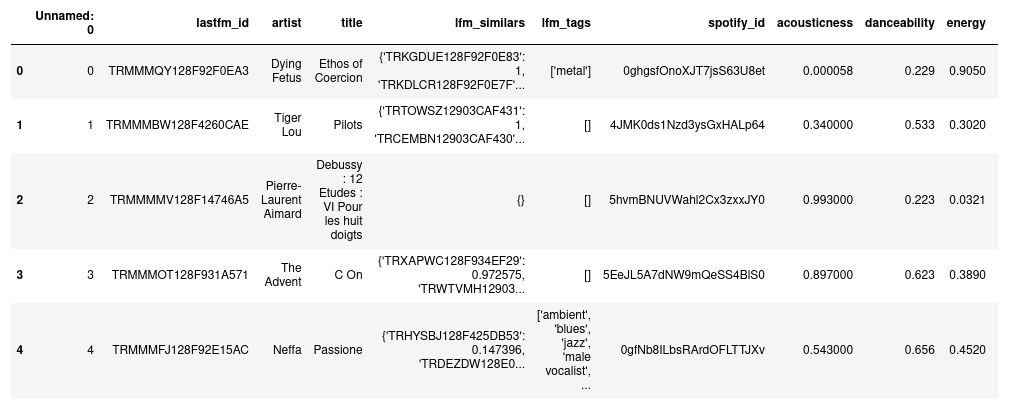 Unnamed: 0 lastfm_id artist title lfm_similars lfm_tags spotify_id acousticness danceability energy
0 0 TRMMMQY128F92F0EA3 Dying Fetus Ethos of Coercion {'TRKGDUE128F92F0E83': 1, 'TRKDLCR128F92F0E7F'... ['metal'] 0ghgsfOnoXJT7jsS63U8et 0.000058 0.229 0.9050
1 1 TRMMMBW128F4260CAE Tiger Lou Pilots {'TRTOWSZ12903CAF431': 1, 'TRCEMBN12903CAF430'... [] 4JMK0ds1Nzd3ysGxHALp64 0.340000 0.533 0.3020
2 2 TRMMMMV128F14746A5 Pierre-Laurent Aimard Debussy : 12 Etudes : VI Pour les huit doigts {} [] 5hvmBNUVWahl2Cx3zxxJY0 0.993000 0.223 0.0321
3 3 TRMMMOT128F931A571 The Advent C On {'TRXAPWC128F934EF29': 0.972575, 'TRWTVMH12903... [] 5EeJL5A7dNW9mQeSS4BlS0 0.897000 0.623 0.3890
4 4 TRMMMFJ128F92E15AC Neffa Passione {'TRHYSBJ128F425DB53': 0.147396, 'TRDEZDW128E0... ['ambient', 'blues', 'jazz', 'male vocalist', ... 0gfNb8ILbsRArdOFLTTJXv 0.543000 0.656 0.4520